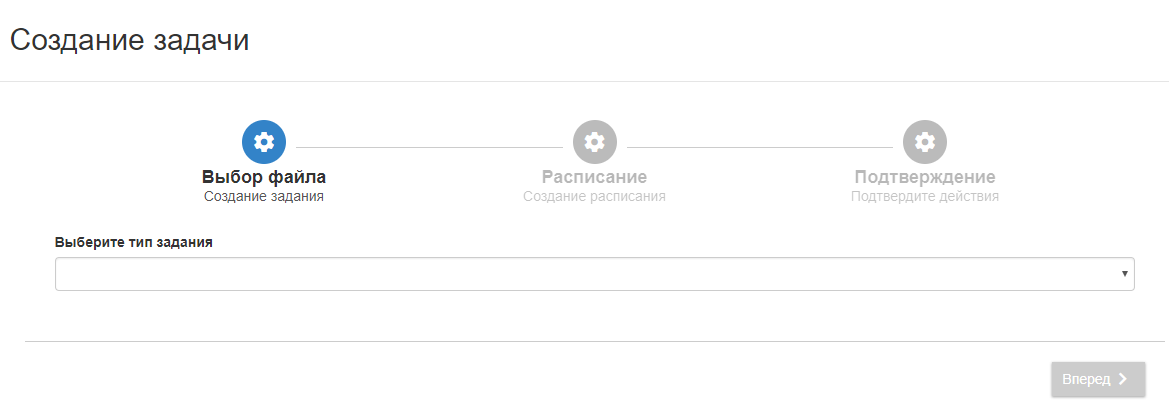 Создание задачи
Выбор файла
Создание задания
Расписание
Создание расписания
Подтверждение
Подтвердите действия
Выберите тип задания
Вперед